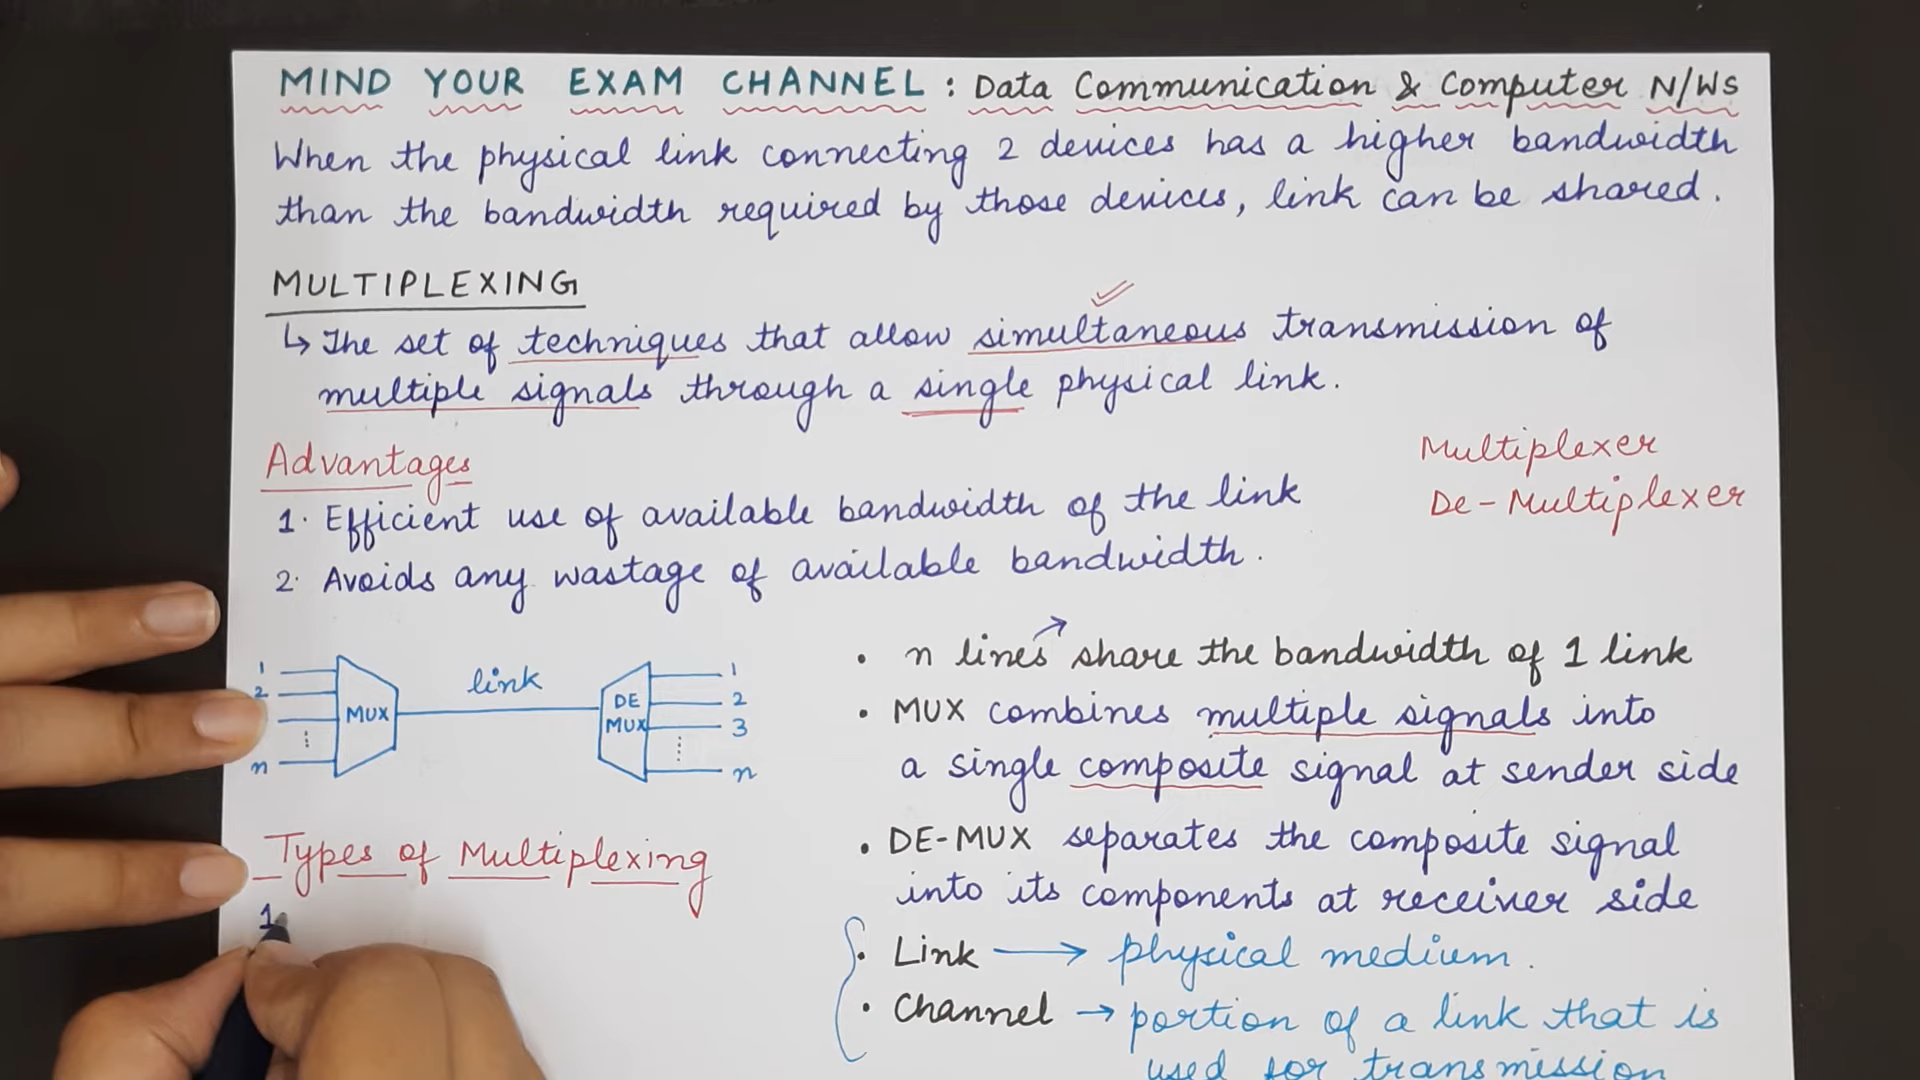 MIND YOUR EXAM CHANNEL : Data Communication & Computer N/Ws
When the physical link connecting 2 devices has a higher bandwidth
than the bandwidth required by those devices, link can be shared.
MULTIPLEXING
↳ The set of techniques that allow simultaneous transmission of
multiple signals through a single physical link.
Advantages
1. Efficient use of available bandwidth of the link
2. Avoids any wastage of available bandwidth.
Multiplexer
De-Multiplexer
1
2
n
MUX
link
DE
MUX
1
2
3
n
• n lines share the bandwidth of 1 link
• MUX combines multiple signals into
a single composite signal at sender side
• DE-MUX separates the composite signal
into its components at receiver side
• Link → physical medium.
• Channel → portion of a link that is
used for transmission
Types of Multiplexing
1.